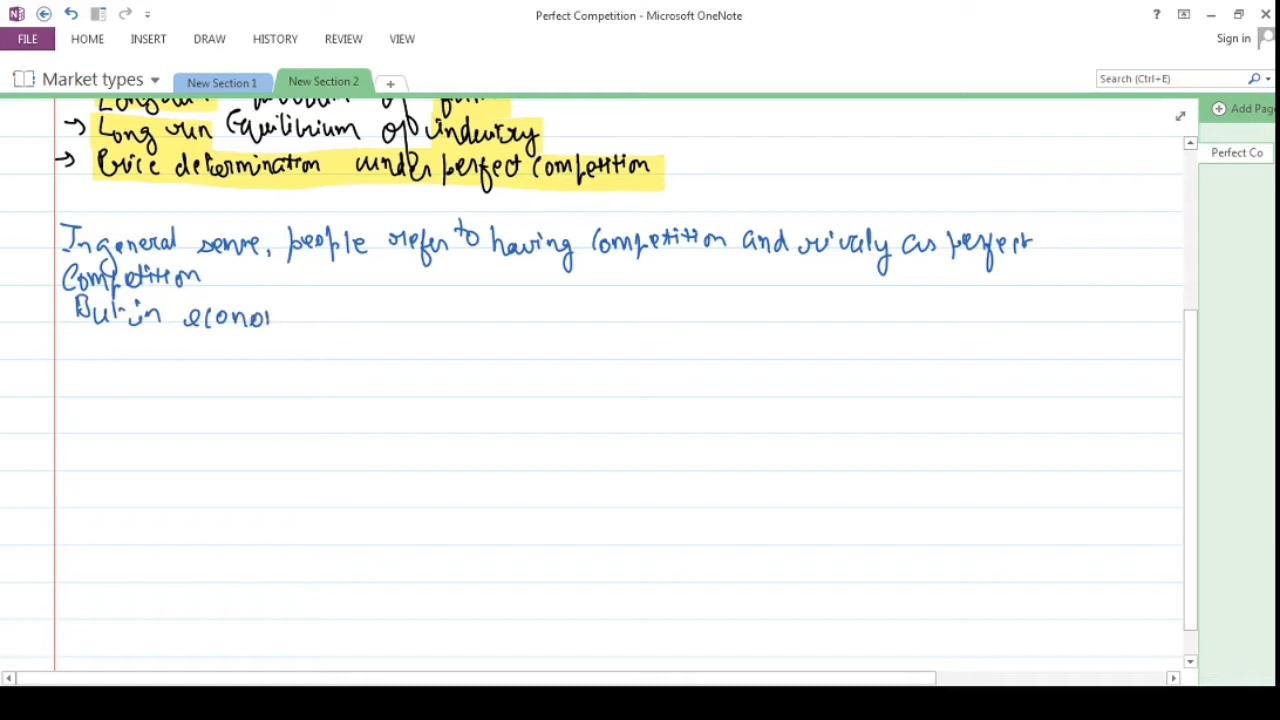 Perfect Competition - Microsoft OneNote
?
Sign in
FILE HOME INSERT DRAW HISTORY REVIEW VIEW
Market types New Section 1 New Section 2 +
Search (Ctrl+E)
Add Pag
Perfect Co
→ Long run Equilibrium of industry
→ Price determination under perfect competition
In general sense, people refer to having competition and rivaly as perfect
Competition
But in econo